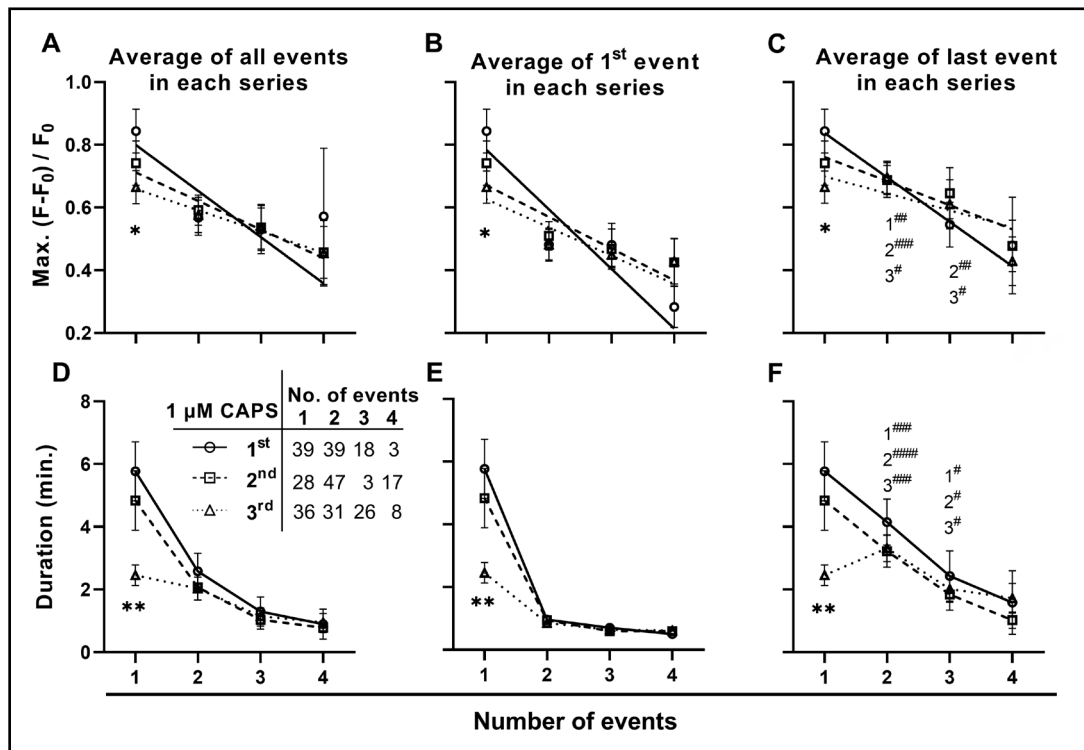 A
Average of all events
in each series
B
Average of 1st event
in each series
C
Average of last event
in each series
Max. (F-F0) / F0
1.0
0.8
0.6
0.4
0.2
*
*
*
1##
2###
3#
2##
3#
D
E
F
Duration (min.)
8
6
4
2
0
No. of events
1 µM CAPS 1 2 3 4
1st 39 39 18 3
2nd 28 47 3 17
3rd 36 31 26 8
**
**
**
1###
2####
3###
1#
2#
3#
1 2 3 4
1 2 3 4
1 2 3 4
Number of events